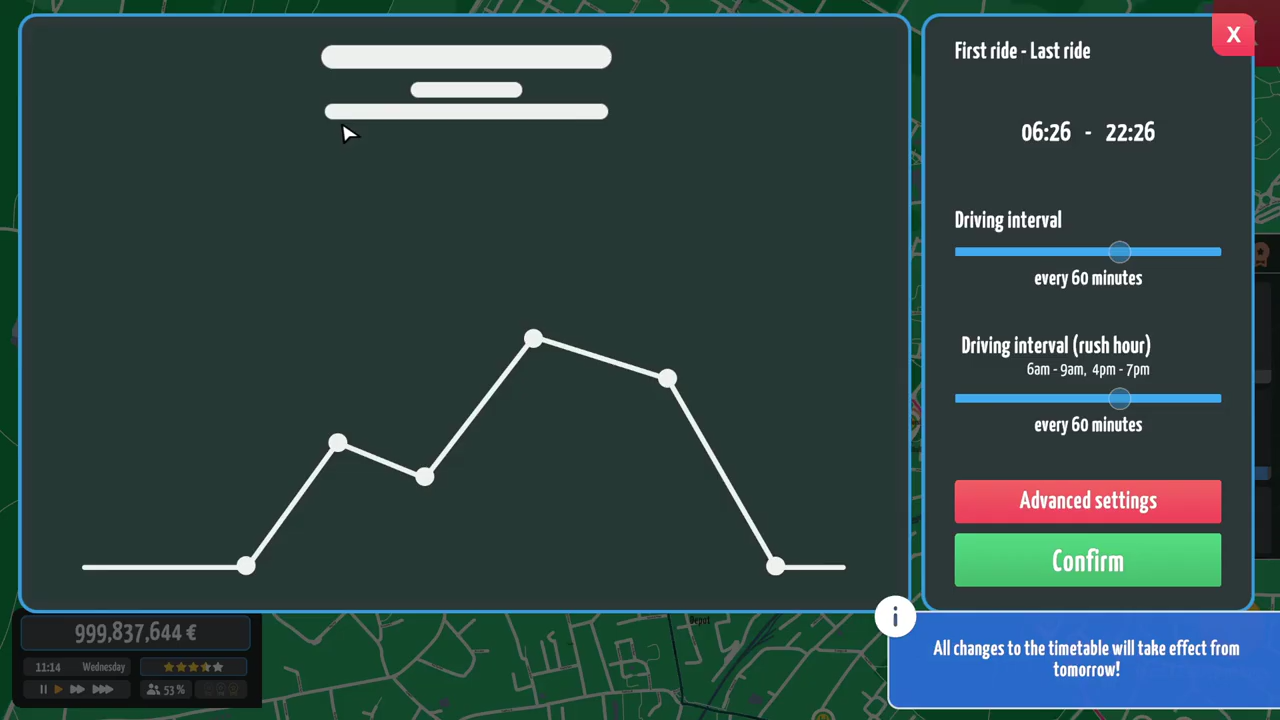 X
First ride - Last ride
06:26 - 22:26
Driving interval
every 60 minutes
Driving interval (rush hour)
6am - 9am, 4pm - 7pm
every 60 minutes
Advanced settings
Confirm
i
All changes to the timetable will take effect from
tomorrow!
999,837,644 €
11:14 Wednesday
53 %
Depot